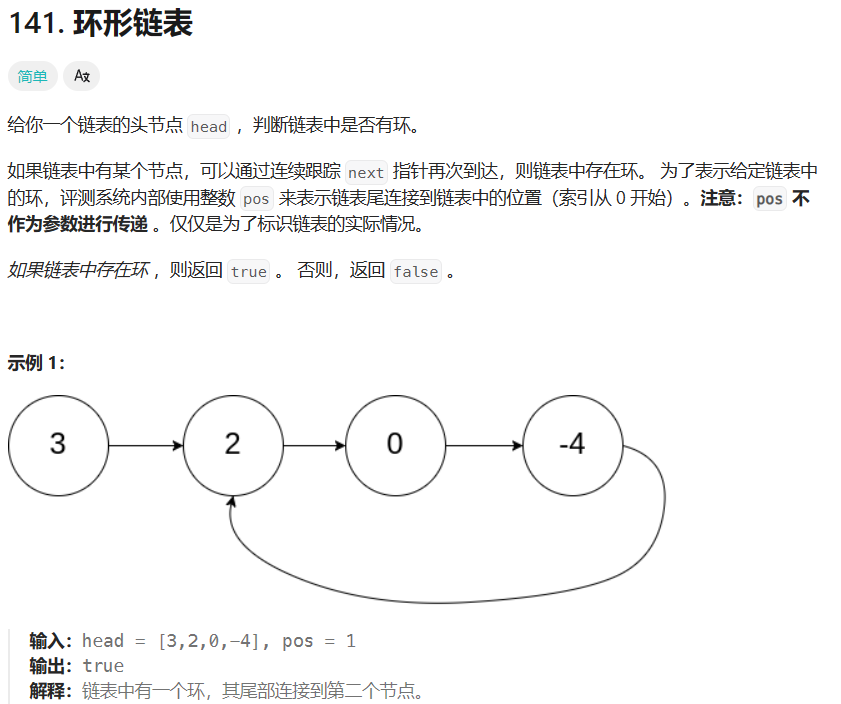 141. 环形链表
简单
给你一个链表的头节点 head ，判断链表中是否有环。
如果链表中有某个节点，可以通过连续跟踪 next 指针再次到达，则链表中存在环。 为了表示给定链表中
的环，评测系统内部使用整数 pos 来表示链表尾连接到链表中的位置（索引从 0 开始）。注意：pos 不
作为参数进行传递 。仅仅是为了标识链表的实际情况。
如果链表中存在环 ，则返回 true 。 否则，返回 false 。
示例 1：
3 2 0 -4
输入：head = [3,2,0,-4], pos = 1
输出：true
解释：链表中有一个环，其尾部连接到第二个节点。